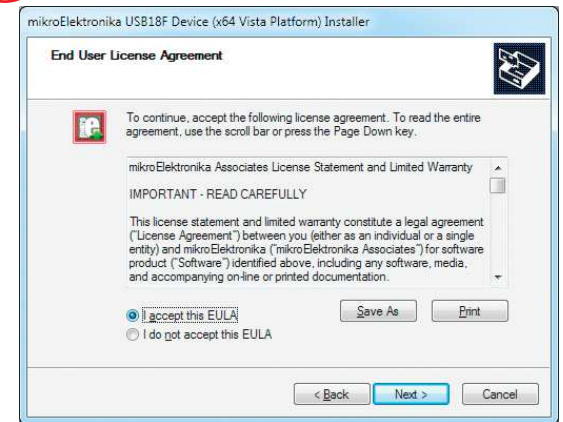 mikroElektronika USB18F Device (x64 Vista Platform) Installer
End User License Agreement
To continue, accept the following license agreement. To read the entire
agreement, use the scroll bar or press the Page Down key.
mikroElektronika Associates License Statement and Limited Warranty
IMPORTANT - READ CAREFULLY
This license statement and limited warranty constitute a legal agreement
("License Agreement") between you (either as an individual or a single
entity) and mikroElektronika ("mikroElektronika Associates") for software
product ("Software") identified above, including any software, media,
and accompanying on-line or printed documentation.
I accept this EULA
Save As
Print
I do not accept this EULA
< Back
Next >
Cancel